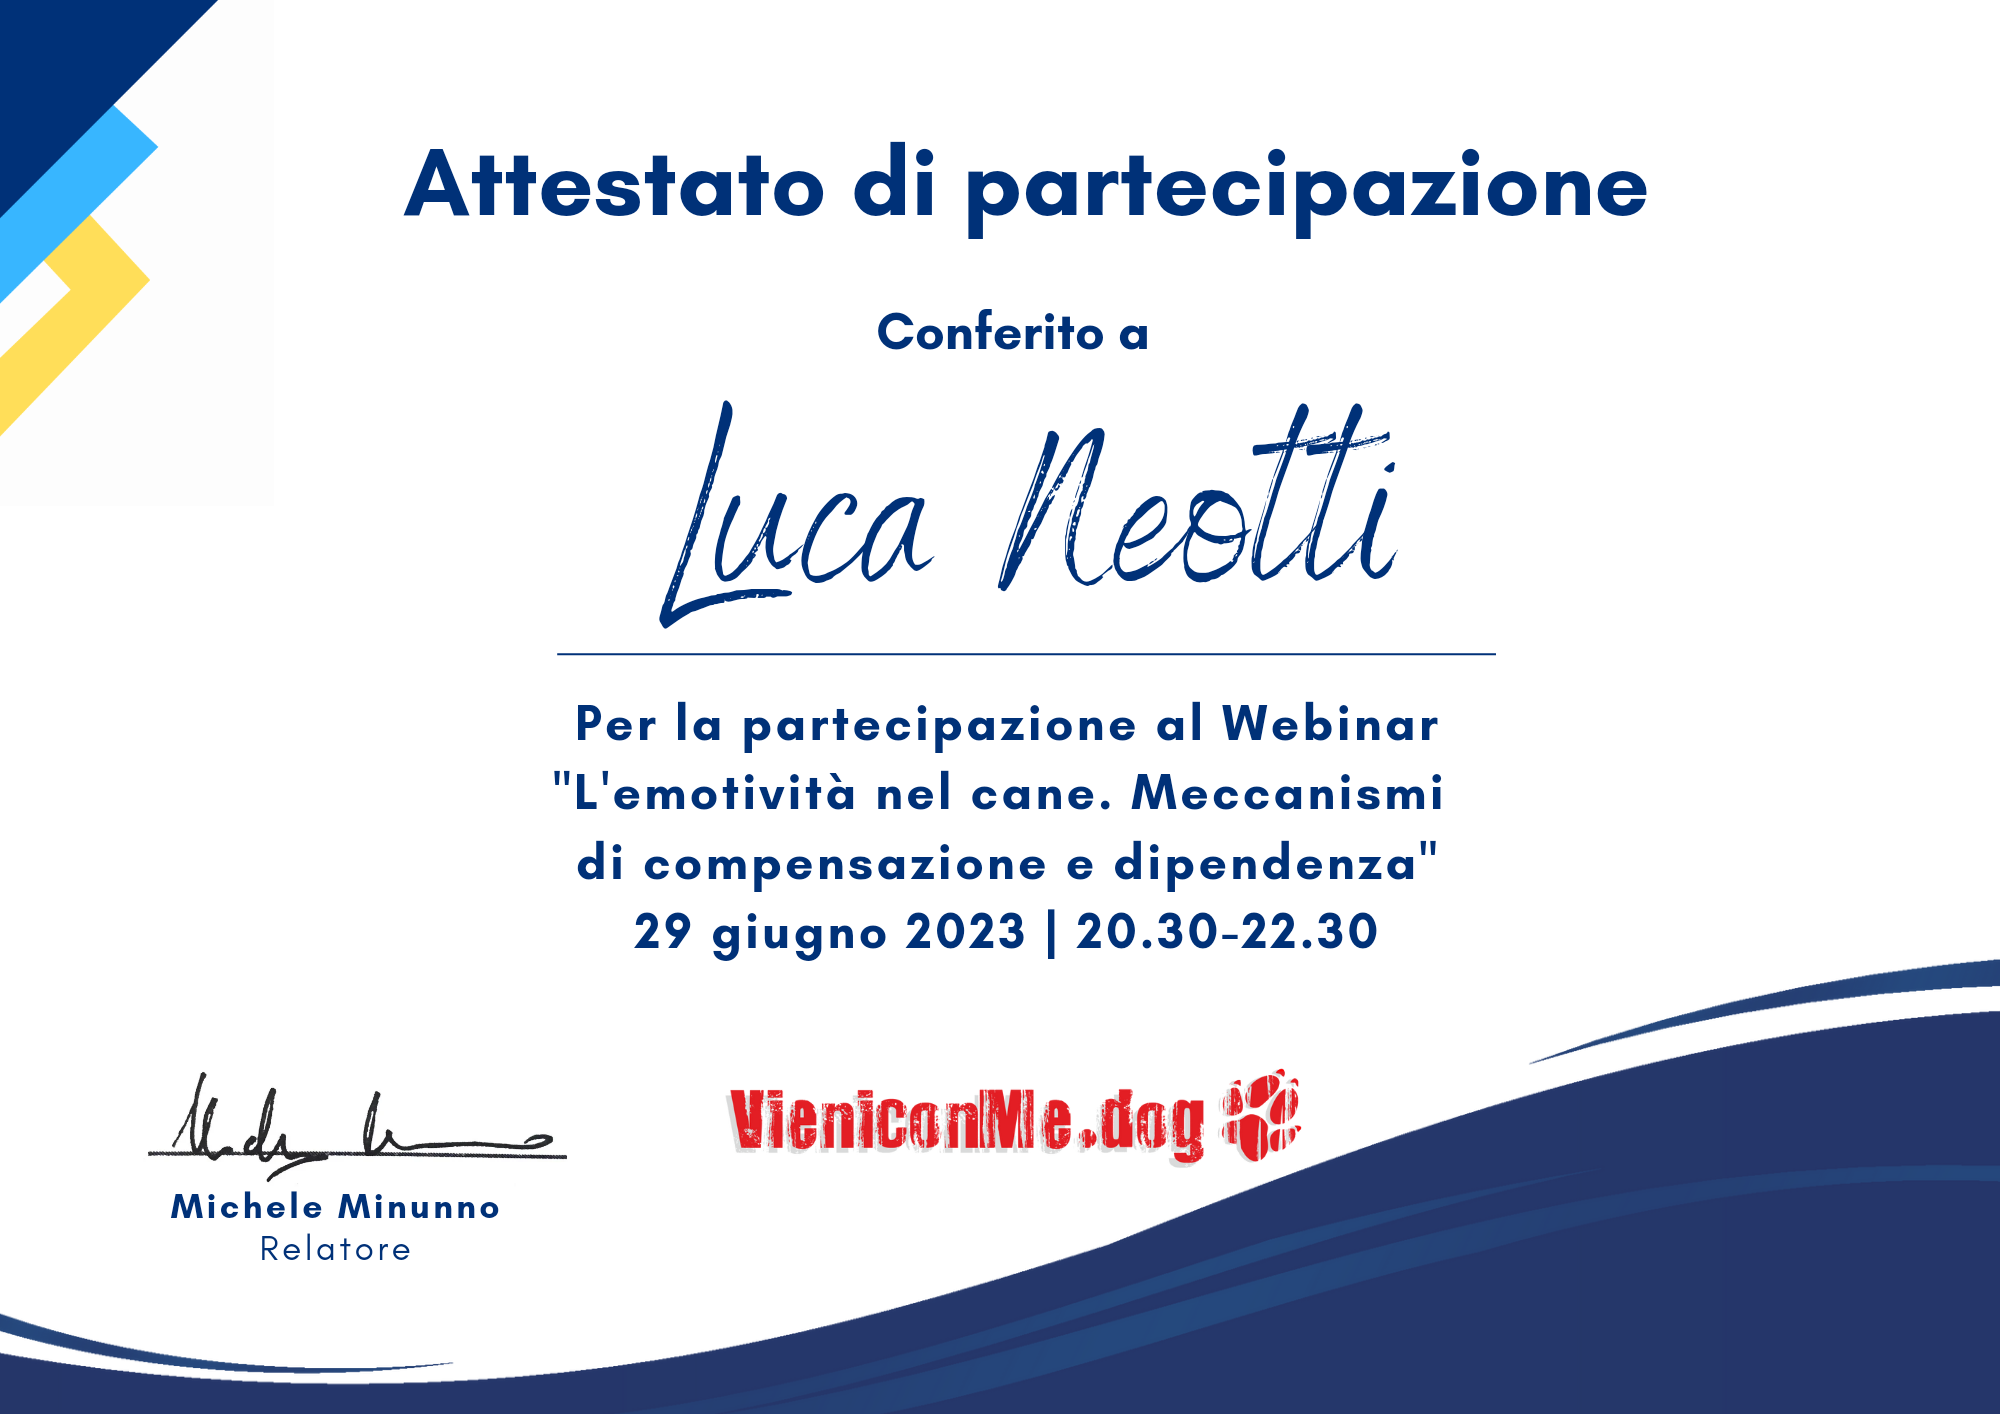 Attestato di partecipazione
Conferito a
Luca Neotti
Per la partecipazione al Webinar
"L'emotività nel cane. Meccanismi
di compensazione e dipendenza"
29 giugno 2023 | 20.30-22.30
VieniconMe.dog
Michele Minunno
Relatore